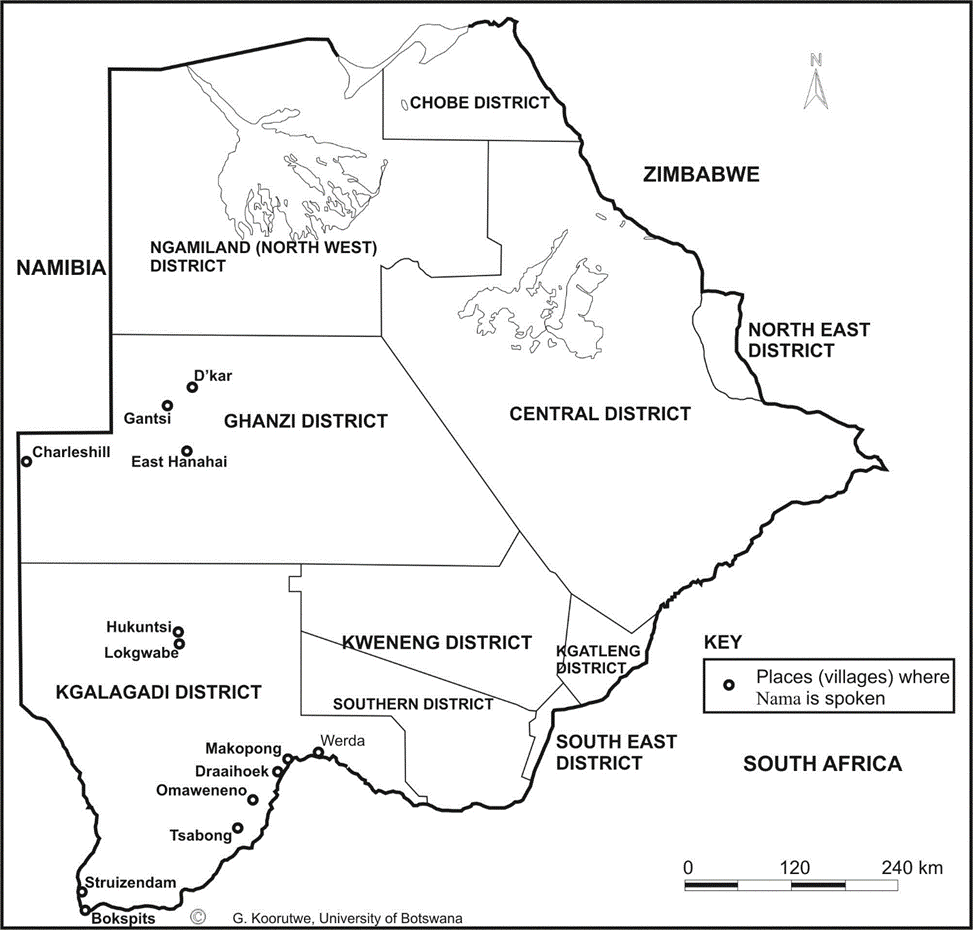 N
CHOBE DISTRICT
ZIMBABWE
NGAMILAND (NORTH WEST)
DISTRICT
NAMIBIA
NORTH EAST
DISTRICT
D'kar
Gantsi
GHANZI DISTRICT
CENTRAL DISTRICT
Charleshill
East Hanahai
Hukuntsi
Lokgwabe
KWENENG DISTRICT
KGATLENG
DISTRICT
KEY
Places (villages) where
Nama is spoken
KGALAGADI DISTRICT
SOUTHERN DISTRICT
Makopong
Werda
SOUTH EAST
DISTRICT
SOUTH AFRICA
Draaihoek
Omaweneno
Tsabong
0 120 240 km
Struizendam
Bokspits
© G. Koorutwe, University of Botswana